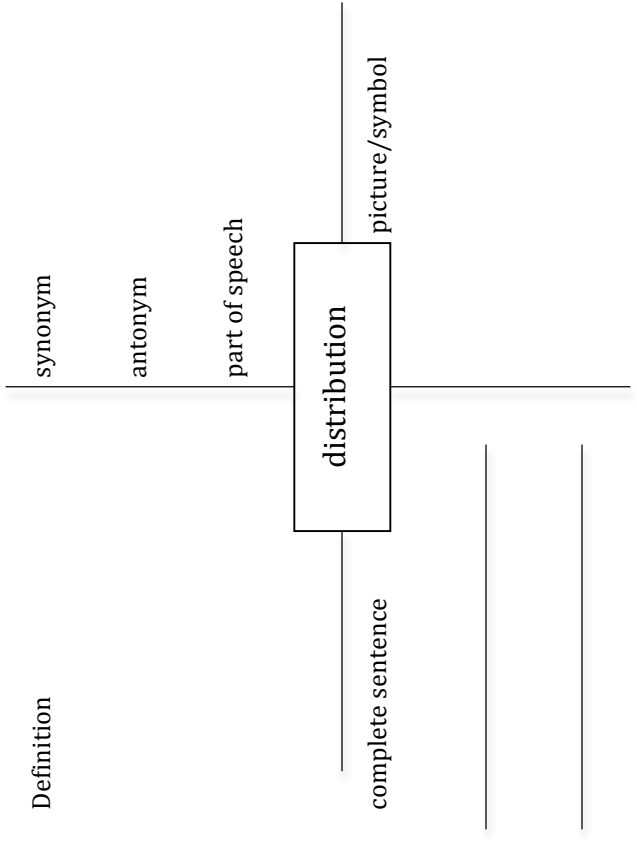 Definition
synonym
antonym
part of speech
distribution
complete sentence
picture/symbol